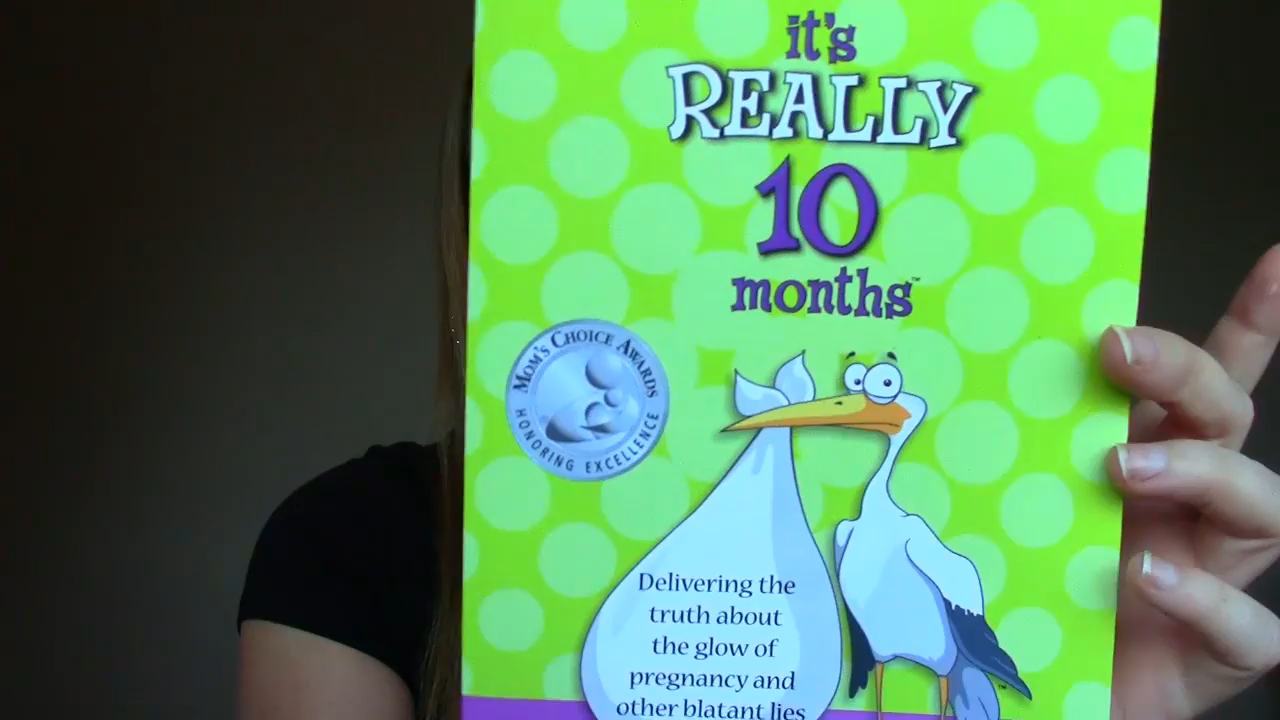 it's
REALLY
10
months™
MOM'S CHOICE AWARDS
HONORING EXCELLENCE
Delivering the
truth about
the glow of
pregnancy and
other blatant lies
™